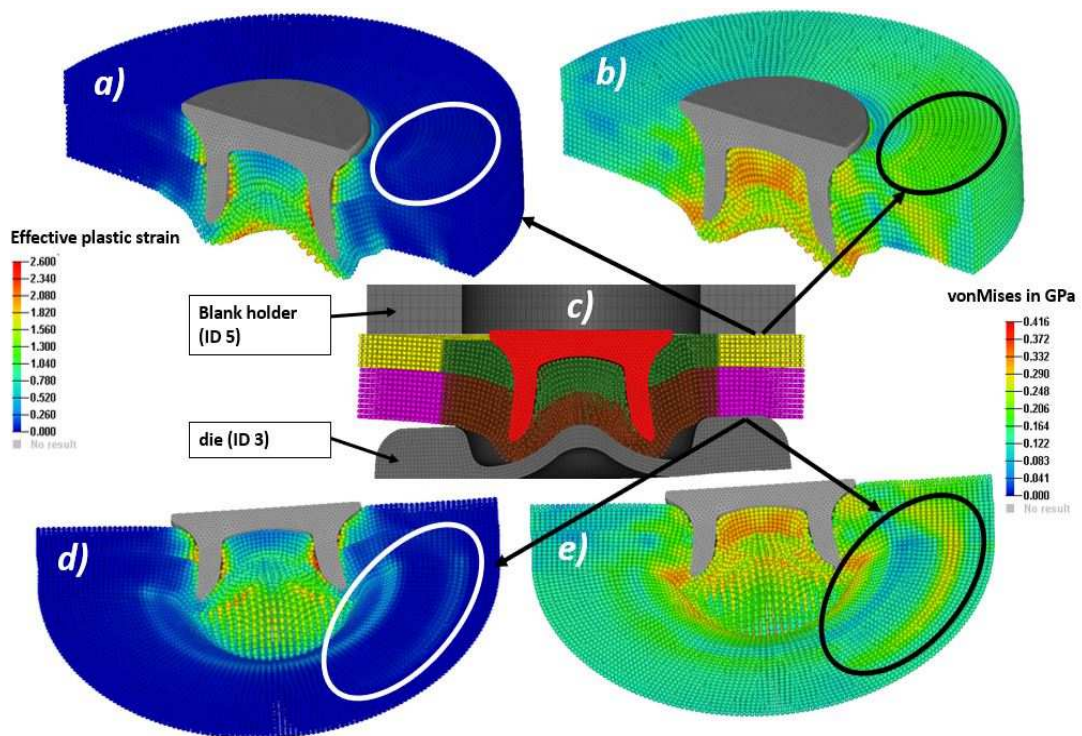 a)
b)
Effective plastic strain
2.600
2.340
2.080
1.820
1.560
1.300
1.040
0.780
0.520
0.260
0.000
No result
Blank holder
(ID 5)
c)
die (ID 3)
vonMises in GPa
0.416
0.372
0.332
0.290
0.248
0.206
0.164
0.122
0.083
0.041
0.000
No result
d)
e)